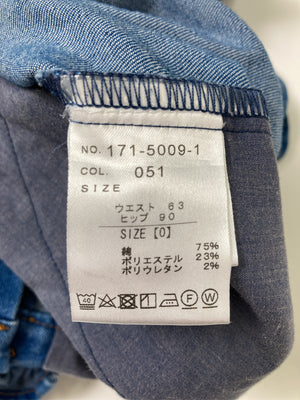 NO. 171-5009-1
COL. 051
SIZE
ウエスト 63
ヒップ 90
SIZE [0]
綿 75%
ポリエステル 23%
ポリウレタン 2%
40 F W